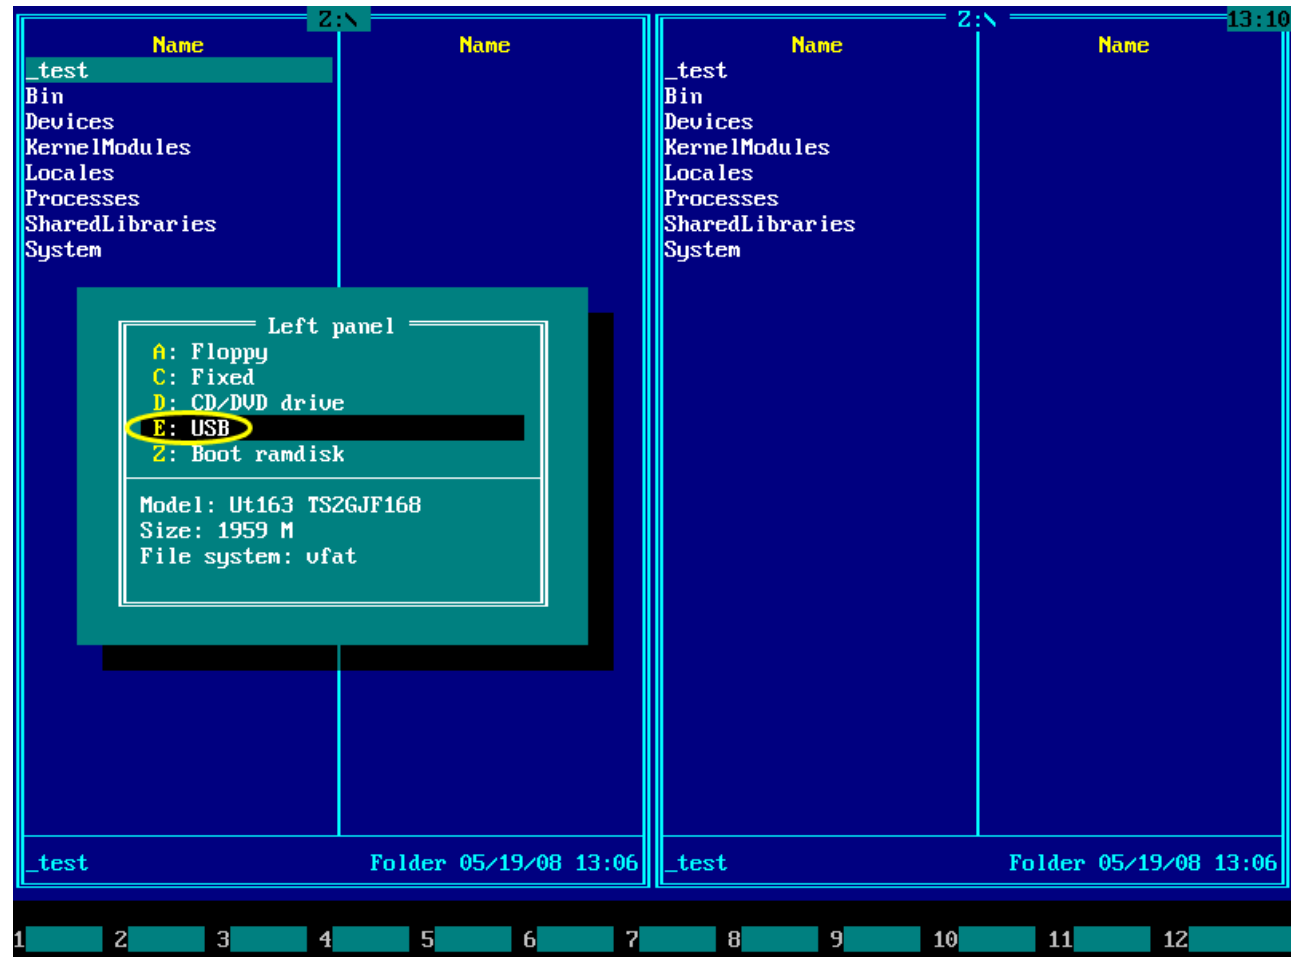 Z:\ Z:\ 13:10
Name Name Name Name
_test _test
Bin Bin
Devices Devices
KernelModules KernelModules
Locales Locales
Processes Processes
SharedLibraries SharedLibraries
System System
Left panel
A: Floppy
C: Fixed
D: CD/DVD drive
E: USB
Z: Boot ramdisk
Model: Ut163 TS2GJF168
Size: 1959 M
File system: vfat
_test Folder 05/19/08 13:06 _test Folder 05/19/08 13:06
1 2 3 4 5 6 7 8 9 10 11 12